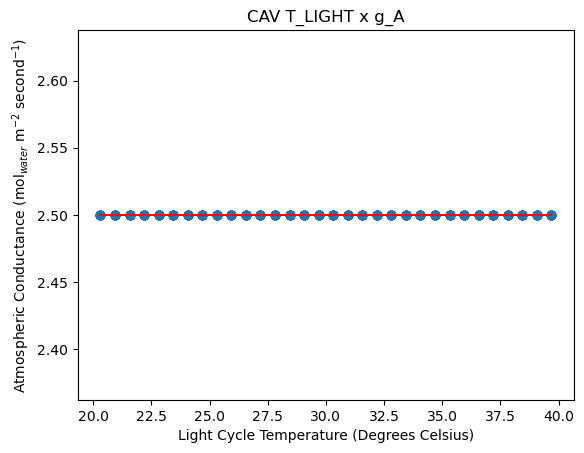 CAV T_LIGHT x g_A
Atmospheric Conductance (mol_water m⁻² second⁻¹)
2.60
2.55
2.50
2.45
2.40
20.0 22.5 25.0 27.5 30.0 32.5 35.0 37.5 40.0
Light Cycle Temperature (Degrees Celsius)